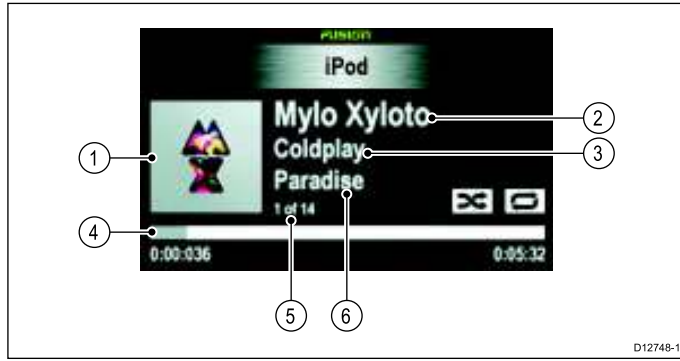 FUSION
iPod
Mylo Xyloto
2
Coldplay
3
1
Paradise
1 of 14
4
0:00:036
0:05:32
5
6
D12748-1